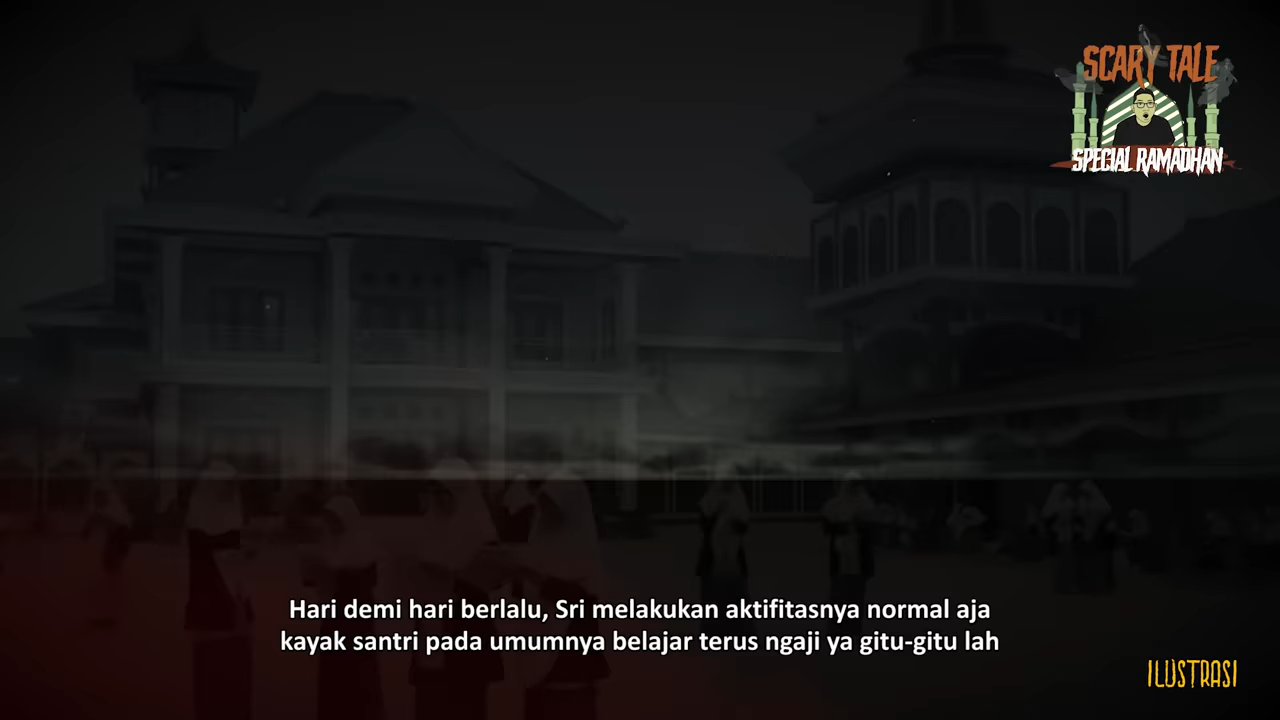 SCARY TALE
SPECIAL RAMADHAN
Hari demi hari berlalu, Sri melakukan aktifitasnya normal aja
kayak santri pada umumnya belajar terus ngaji ya gitu-gitu lah
ILUSTRASI